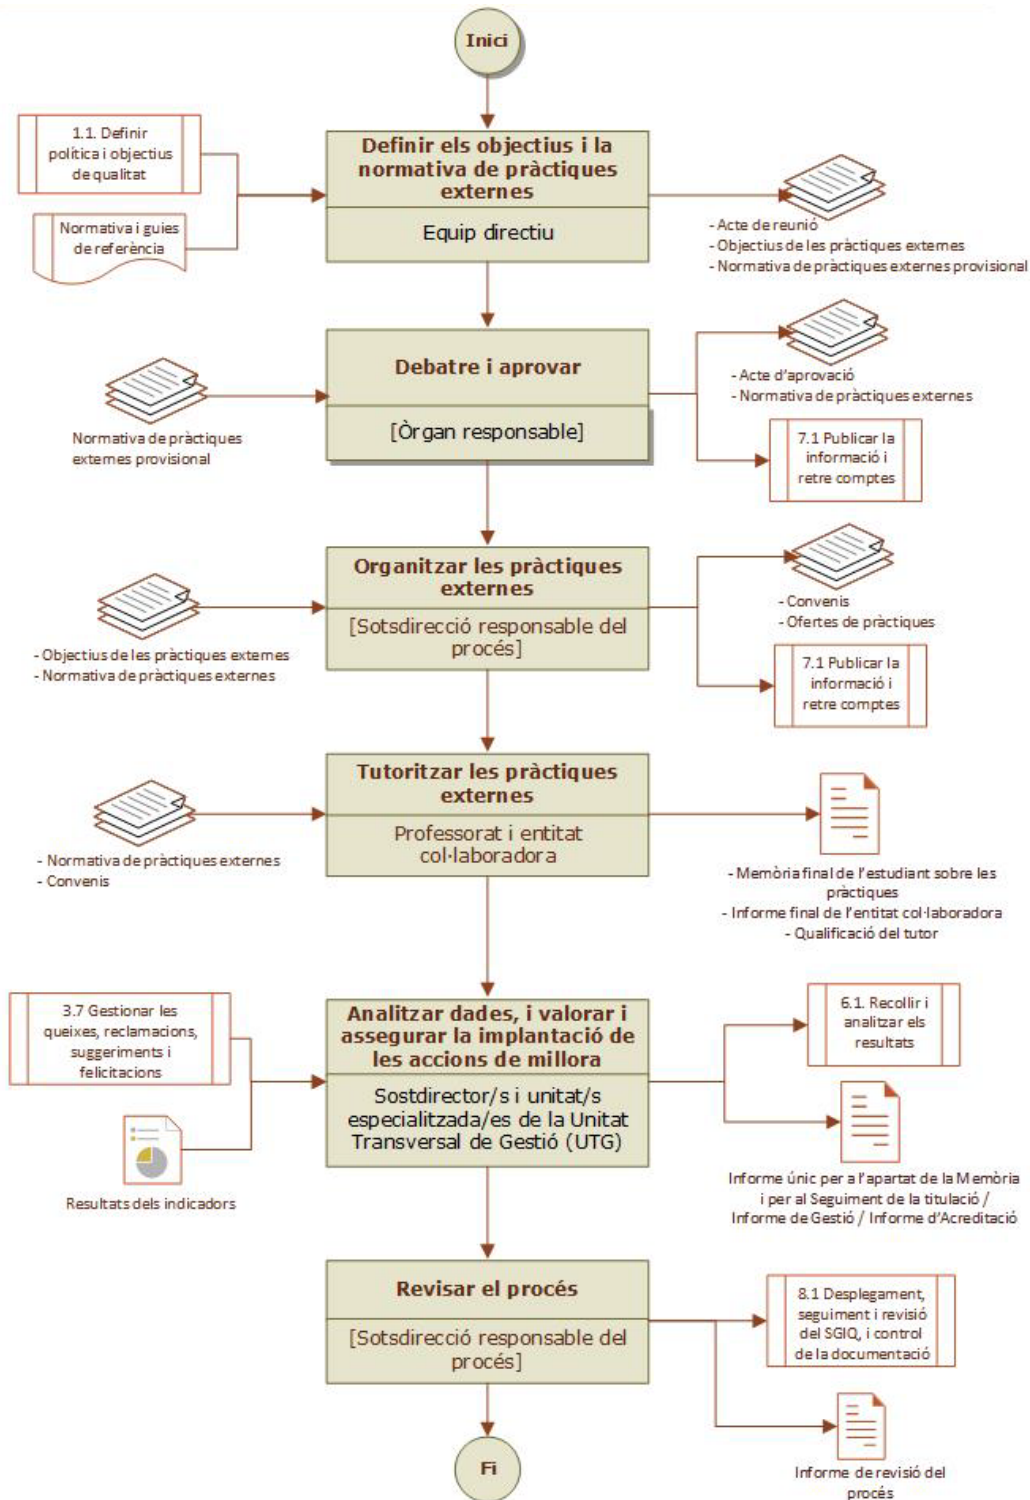 Inici
1.1. Definir
política i objectius
de qualitat
Normativa i guies
de referència
Definir els objectius i la
normativa de pràctiques
externes
Equip directiu
- Acte de reunió
- Objectius de les pràctiques externes
- Normativa de pràctiques externes provisional
Normativa de pràctiques
externes provisional
Debatre i aprovar
[Òrgan responsable]
- Acte d'aprovació
- Normativa de pràctiques externes
7.1 Publicar la
informació i
retre comptes
- Objectius de les pràctiques externes
- Normativa de pràctiques externes
Organitzar les pràctiques
externes
[Sotsdirecció responsable del
procés]
- Convenis
- Ofertes de pràctiques
7.1 Publicar la
informació i
retre comptes
- Normativa de pràctiques externes
- Convenis
Tutoritzar les pràctiques
externes
Professorat i entitat
col·laboradora
- Memòria final de l'estudiant sobre les
pràctiques
- Informe final de l'entitat col·laboradora
- Qualificació del tutor
3.7 Gestionar les
queixes, reclamacions,
suggeriments i
felicitacions
Resultats dels indicadors
Analitzar dades, i valorar i
assegurar la implantació de
les accions de millora
Sostdirector/s i unitat/s
especialitzada/es de la Unitat
Transversal de Gestió (UTG)
6.1. Recollir i
analitzar els
resultats
Informe únic per a l'apartat de la Memòria
i per al Seguiment de la titulació /
Informe de Gestió / Informe d'Acreditació
Revisar el procés
[Sotsdirecció responsable del
procés]
8.1 Desplegament,
seguiment i revisió
del SGIQ, i control
de la documentació
Informe de revisió del
procés
Fi